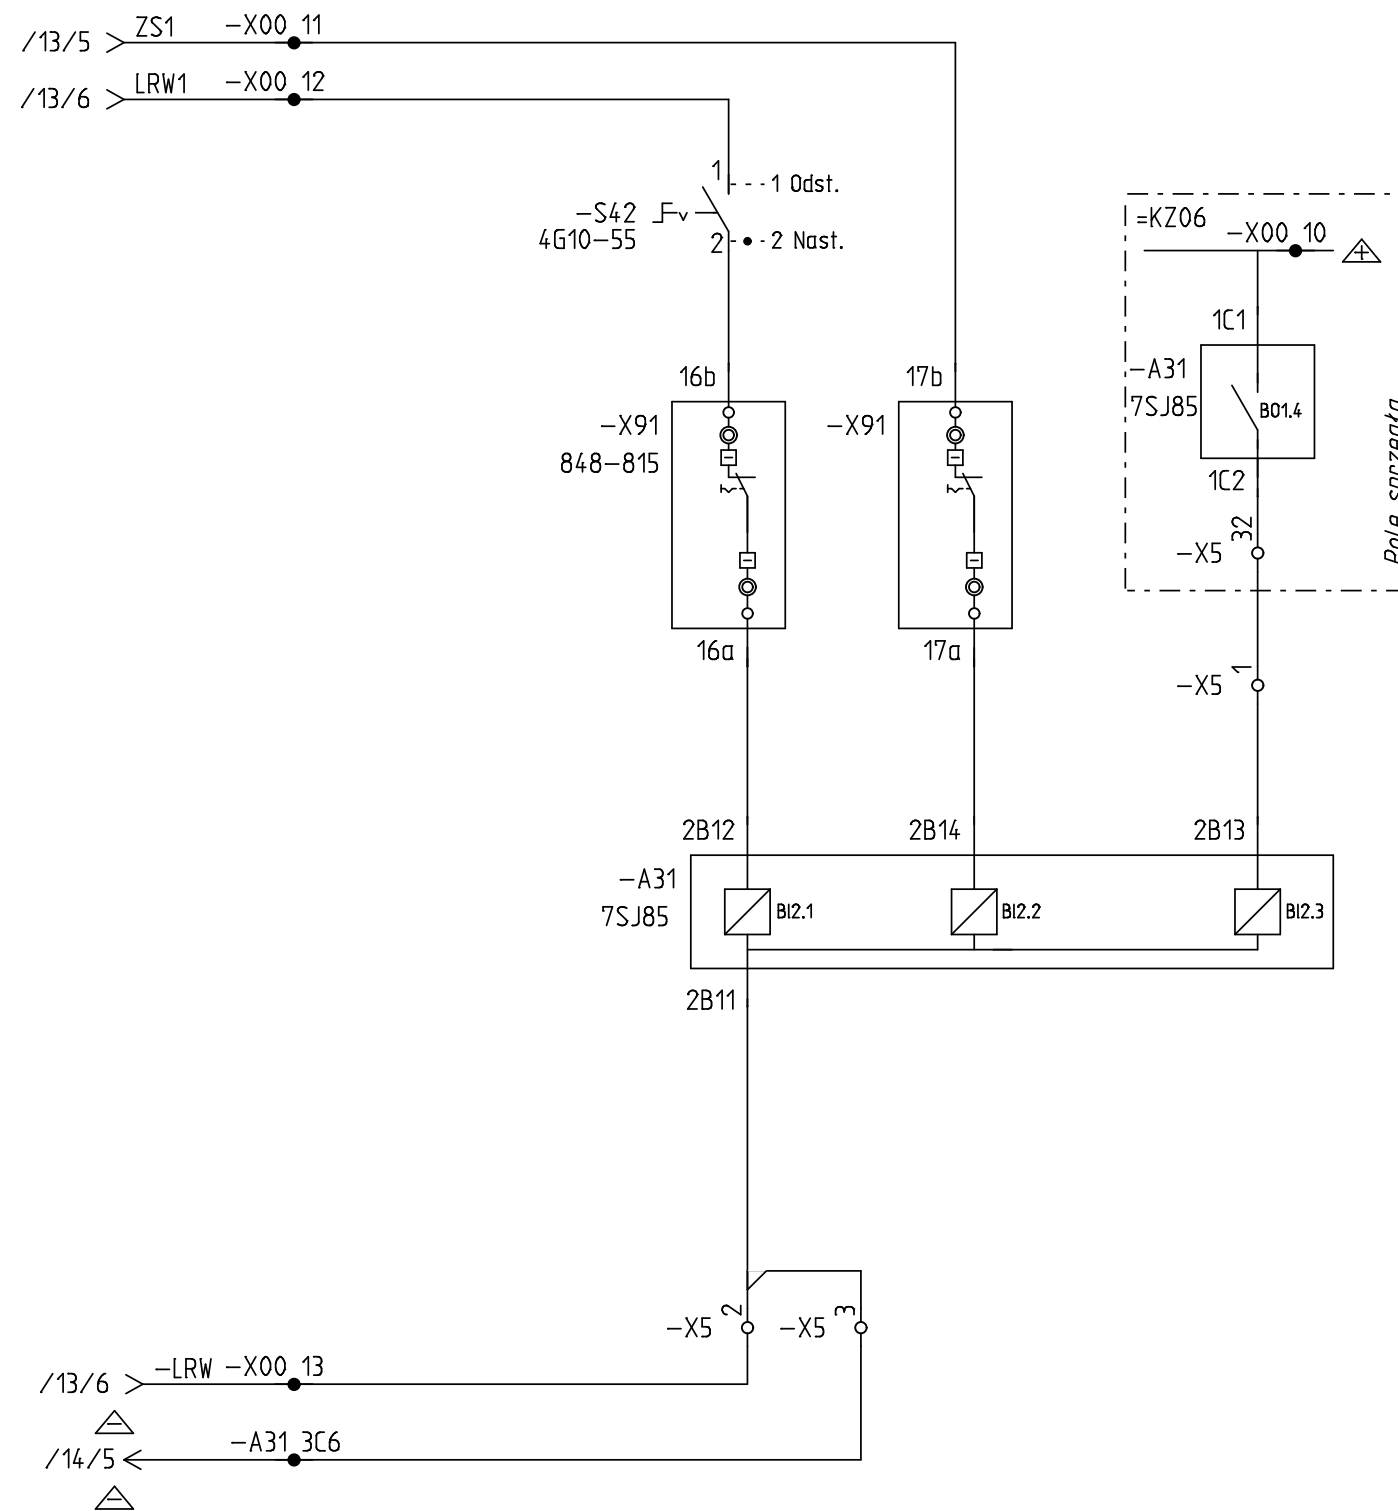 /13/5 ZS1 -X00 11
/13/6 LRW1 -X00 12
1 1 Odst.
-S42
4G10-55 2 2 Nast.
=KZ06
-X00 10 +
1C1
-A31
7SJ85 BO1.4
1C2
-X5 32
16b 17b
-X91 -X91
848-815
Pole sprzęgła
16a 17a
-X5 1
2B12 2B14 2B13
-A31
7SJ85 BI2.1 BI2.2 BI2.3
2B11
-X5 2 -X5 3
/13/6 -LRW -X00 13
-
/14/5 -A31 3C6
-